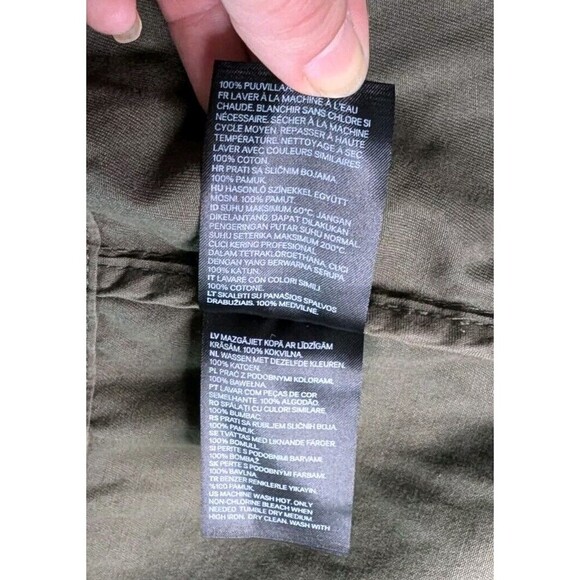 100% PUUVILLA
FR LAVER À LA MACHINE À L'EAU
CHAUDE. BLANCHIR SANS CHLORE SI
NÉCESSAIRE. SÉCHER À LA MACHINE
CYCLE MOYEN. REPASSER À HAUTE
TEMPÉRATURE. NETTOYAGE À SEC.
LAVER AVEC COULEURS SIMILAIRES.
100% COTON.
HR PRATI SA SLIČNIM BOJAMA
100% PAMUK.
HU HASONLÓ SZÍNEKKEL EGYÜTT
MOSNI. 100% PAMUT.
ID SUHU MAKSIMUM 60°C. JANGAN
DIKELANTANG. DAPAT DILAKUKAN
PENGERINGAN PUTAR SUHU NORMAL.
SUHU SETERIKA MAKSIMUM 200°C.
CUCI KERING PROFESIONAL
DALAM TETRAKLOROETHANA, CUCI
DENGAN YANG BERWARNA SERUPA
100% KATUN.
IT LAVARE CON COLORI SIMILI
100% COTONE.
LT SKALBTI SU PANAŠIOS SPALVOS
DRABUŽIAIS. 100% MEDVILNĖ.
LV MAZGĀJIET KOPĀ AR LĪDZĪGĀM
KRĀSĀM. 100% KOKVILNA.
NL WASSEN MET DEZELFDE KLEUREN.
100% KATOEN.
PL PRAĆ Z PODOBNYMI KOLORAMI.
100% BAWEŁNA.
PT LAVAR COM PEÇAS DE COR
SEMELHANTE. 100% ALGODÃO.
RO SPĂLAȚI CU CULORI SIMILARE
100% BUMBAC.
RS PRATI SA RUBLJEM SLIČNIH BOJA
100% PAMUK.
SE TVÄTTAS MED LIKNANDE FÄRGER
100% BOMULL.
SI PERITE S PODOBNIMI BARVAMI
100% BOMBAŽ.
SK PERTE S PODOBNÝMI FARBAMI.
100% BAVLNA.
TR BENZER RENKLERLE YIKAYIN.
%100 PAMUK.
US MACHINE WASH HOT. ONLY
NON-CHLORINE BLEACH WHEN
NEEDED. TUMBLE DRY MEDIUM.
HIGH IRON. DRY CLEAN. WASH WITH